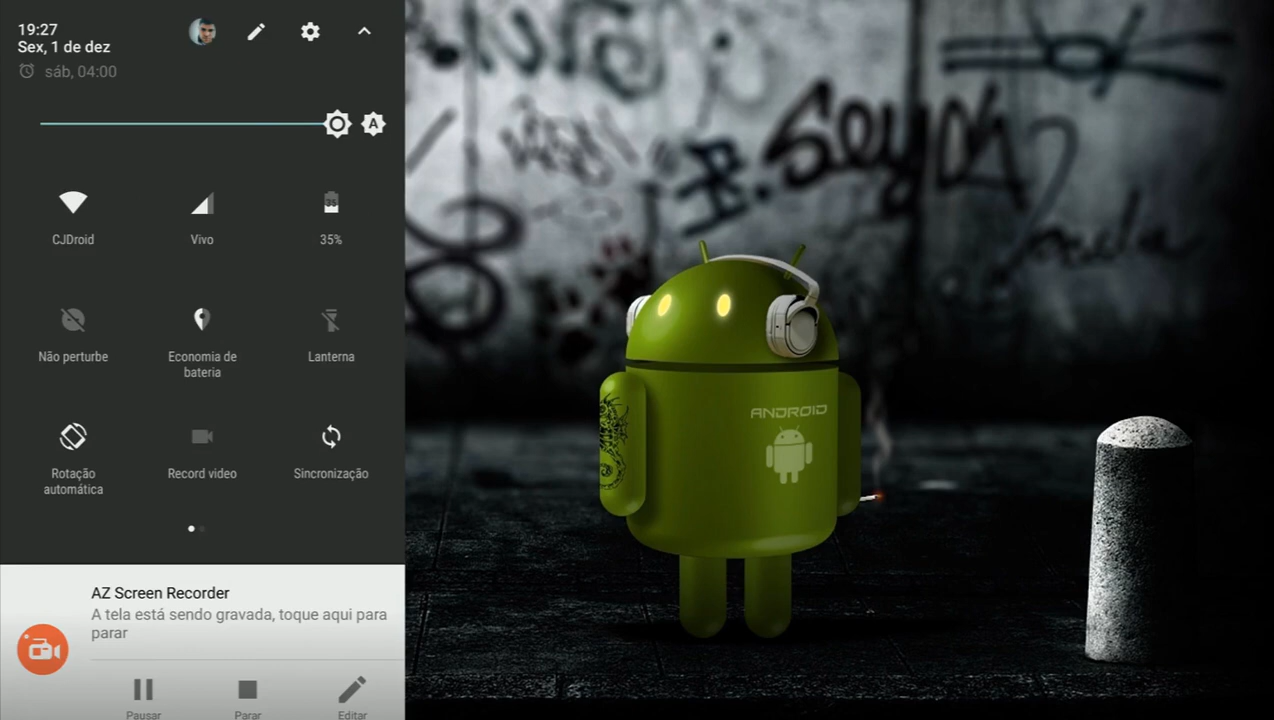 19:27
Sex, 1 de dez
sáb, 04:00
A
CJDroid
Vivo
35
35%
Não perturbe
Economia de
bateria
Lanterna
Rotação
automática
Record video
Sincronização
AZ Screen Recorder
A tela está sendo gravada, toque aqui para
parar
Pausar
Parar
Editar
ANDROID